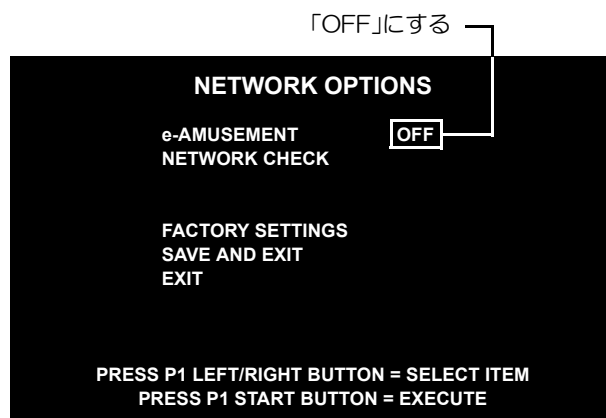 「OFF」にする
NETWORK OPTIONS
e-AMUSEMENT OFF
NETWORK CHECK
FACTORY SETTINGS
SAVE AND EXIT
EXIT
PRESS P1 LEFT/RIGHT BUTTON = SELECT ITEM
PRESS P1 START BUTTON = EXECUTE